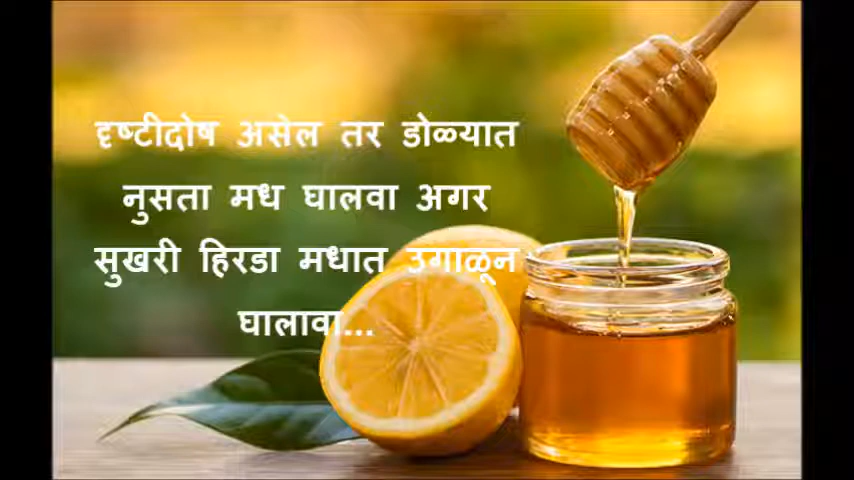 दृष्टीदोष असेल तर डोळ्यात
नुसता मध घालवा अगर
सुखरी हिरडा मधात उगाळून
घालावा...